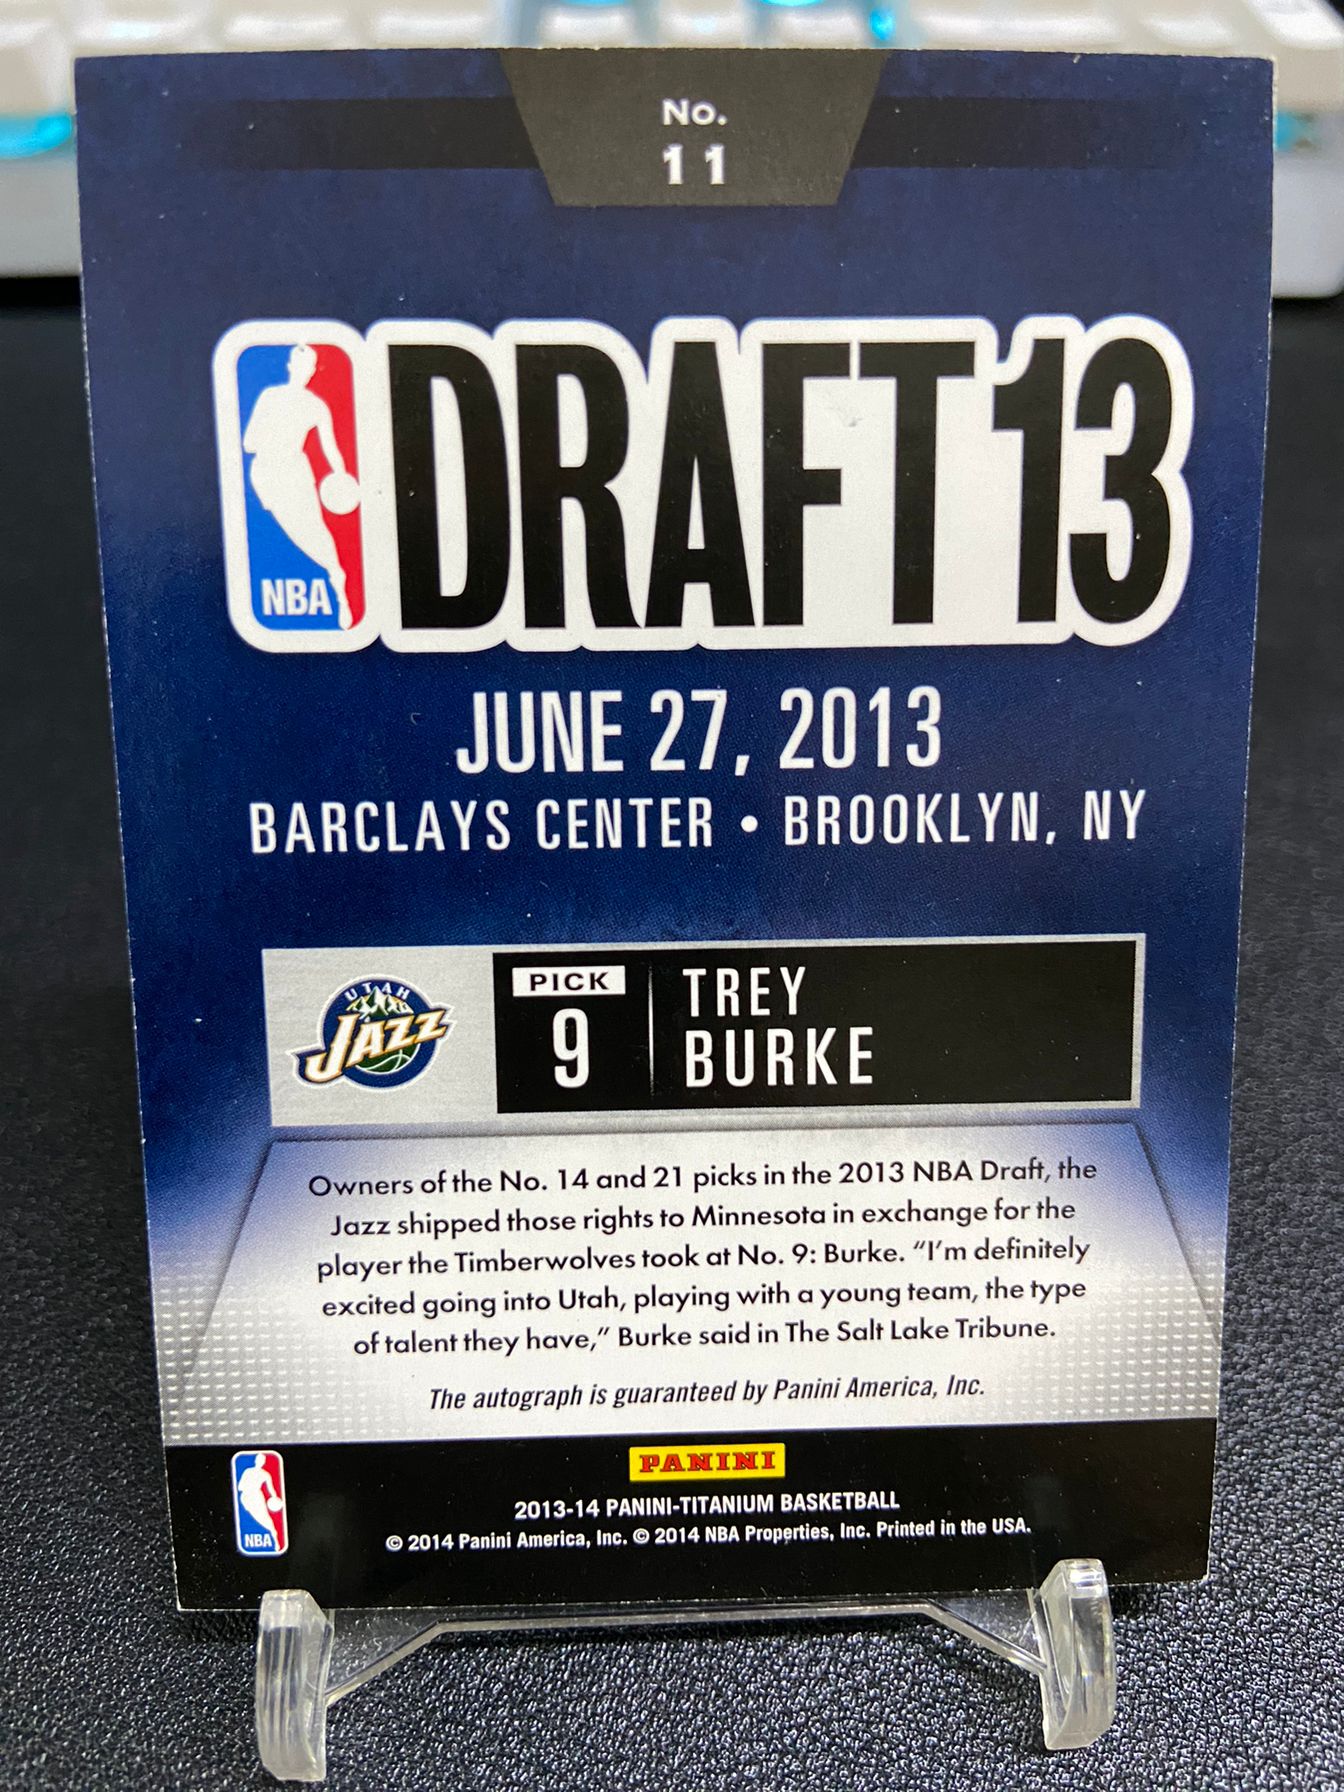 No.
11
NBA DRAFT 13
JUNE 27, 2013
BARCLAYS CENTER • BROOKLYN, NY
UTAH
JAZZ
PICK
9
TREY
BURKE
Owners of the No. 14 and 21 picks in the 2013 NBA Draft, the
Jazz shipped those rights to Minnesota in exchange for the
player the Timberwolves took at No. 9: Burke. “I’m definitely
excited going into Utah, playing with a young team, the type
of talent they have,” Burke said in The Salt Lake Tribune.
The autograph is guaranteed by Panini America, Inc.
PANINI
NBA
2013-14 PANINI-TITANIUM BASKETBALL
© 2014 Panini America, Inc. © 2014 NBA Properties, Inc. Printed in the USA.